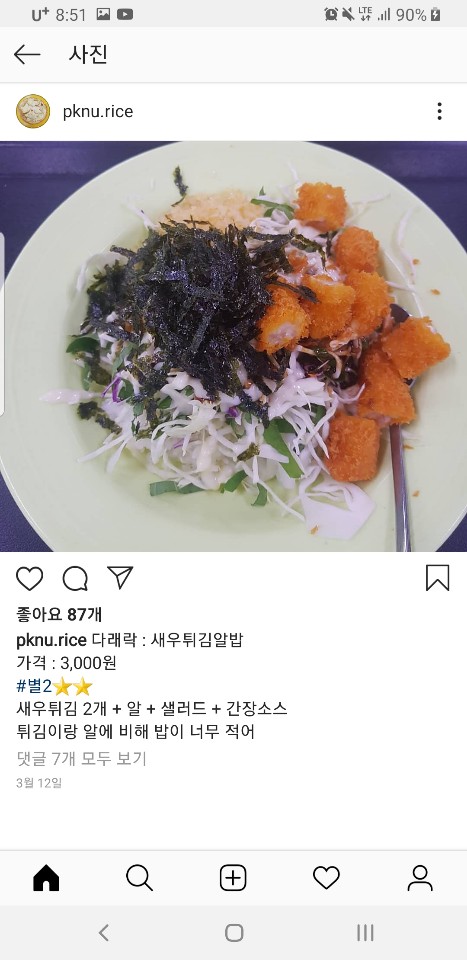 U+ 8:51 LTE 90%
사진
pknu.rice
좋아요 87개
pknu.rice 다래락 : 새우튀김알밥
가격 : 3,000원
#별2⭐⭐
새우튀김 2개 + 알 + 샐러드 + 간장소스
튀김이랑 알에 비해 밥이 너무 적어
댓글 7개 모두 보기
3월 12일